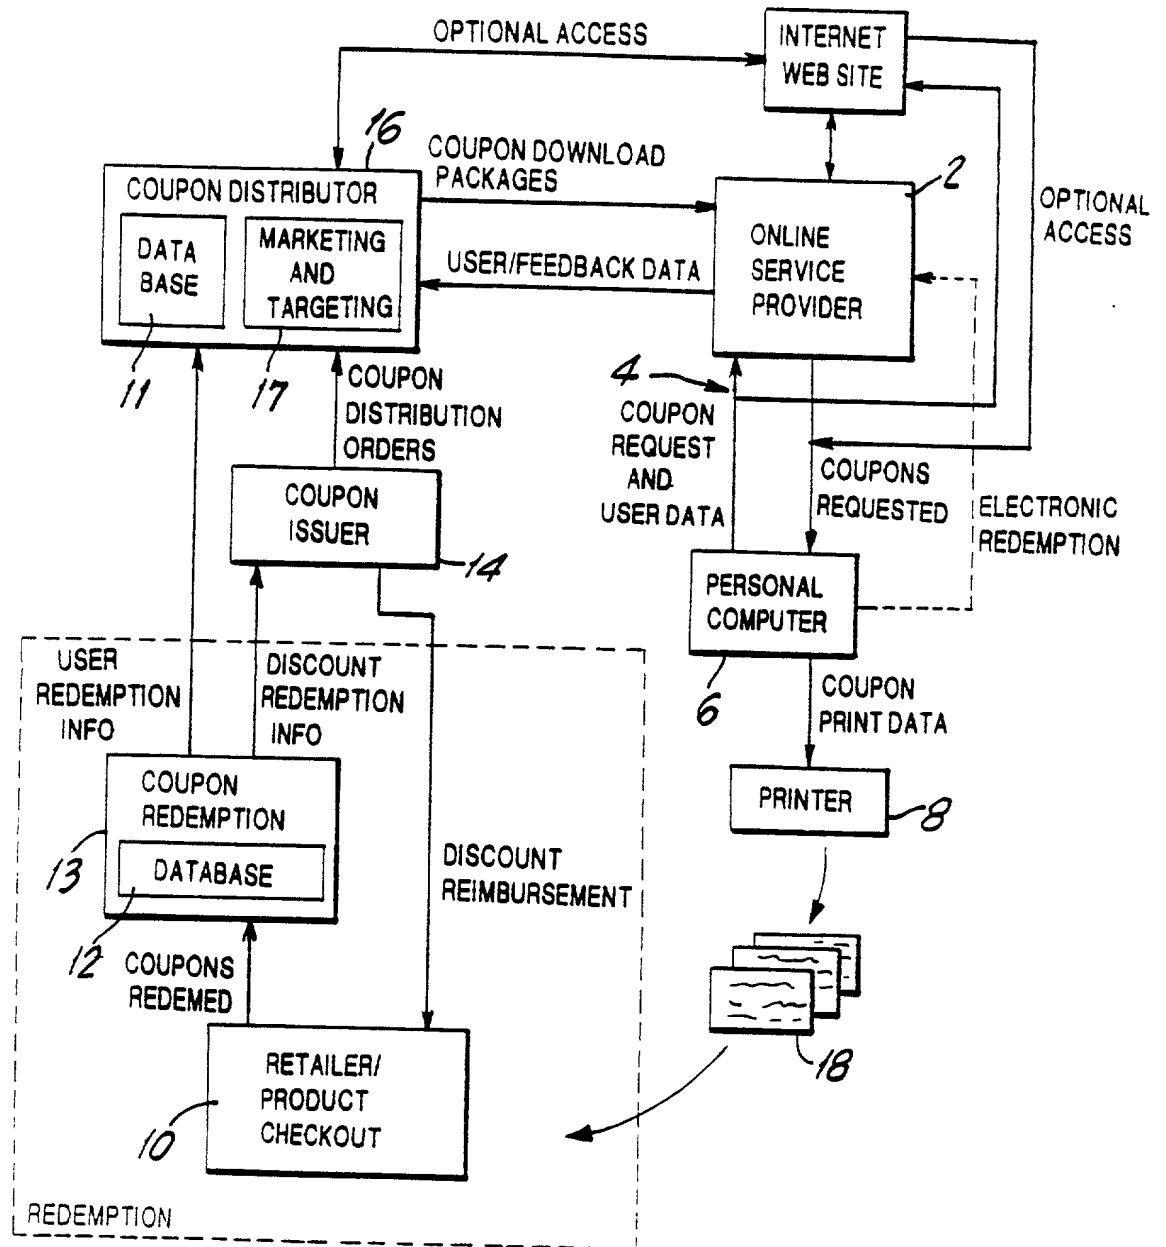 OPTIONAL ACCESS
INTERNET
WEB SITE
16
COUPON DOWNLOAD
PACKAGES
2
OPTIONAL
ACCESS
COUPON DISTRIBUTOR
DATA
BASE
MARKETING
AND
TARGETING
USER/FEEDBACK DATA
ONLINE
SERVICE
PROVIDER
11
17
COUPON
DISTRIBUTION
ORDERS
4
COUPON
REQUEST
AND
USER DATA
COUPONS
REQUESTED
ELECTRONIC
REDEMPTION
COUPON
ISSUER
14
PERSONAL
COMPUTER
6
USER
REDEMPTION
INFO
DISCOUNT
REDEMPTION
INFO
COUPON
PRINT DATA
COUPON
REDEMPTION
DATABASE
13
12
PRINTER
8
DISCOUNT
REIMBURSEMENT
COUPONS
REDEMED
18
RETAILER/
PRODUCT
CHECKOUT
10
REDEMPTION